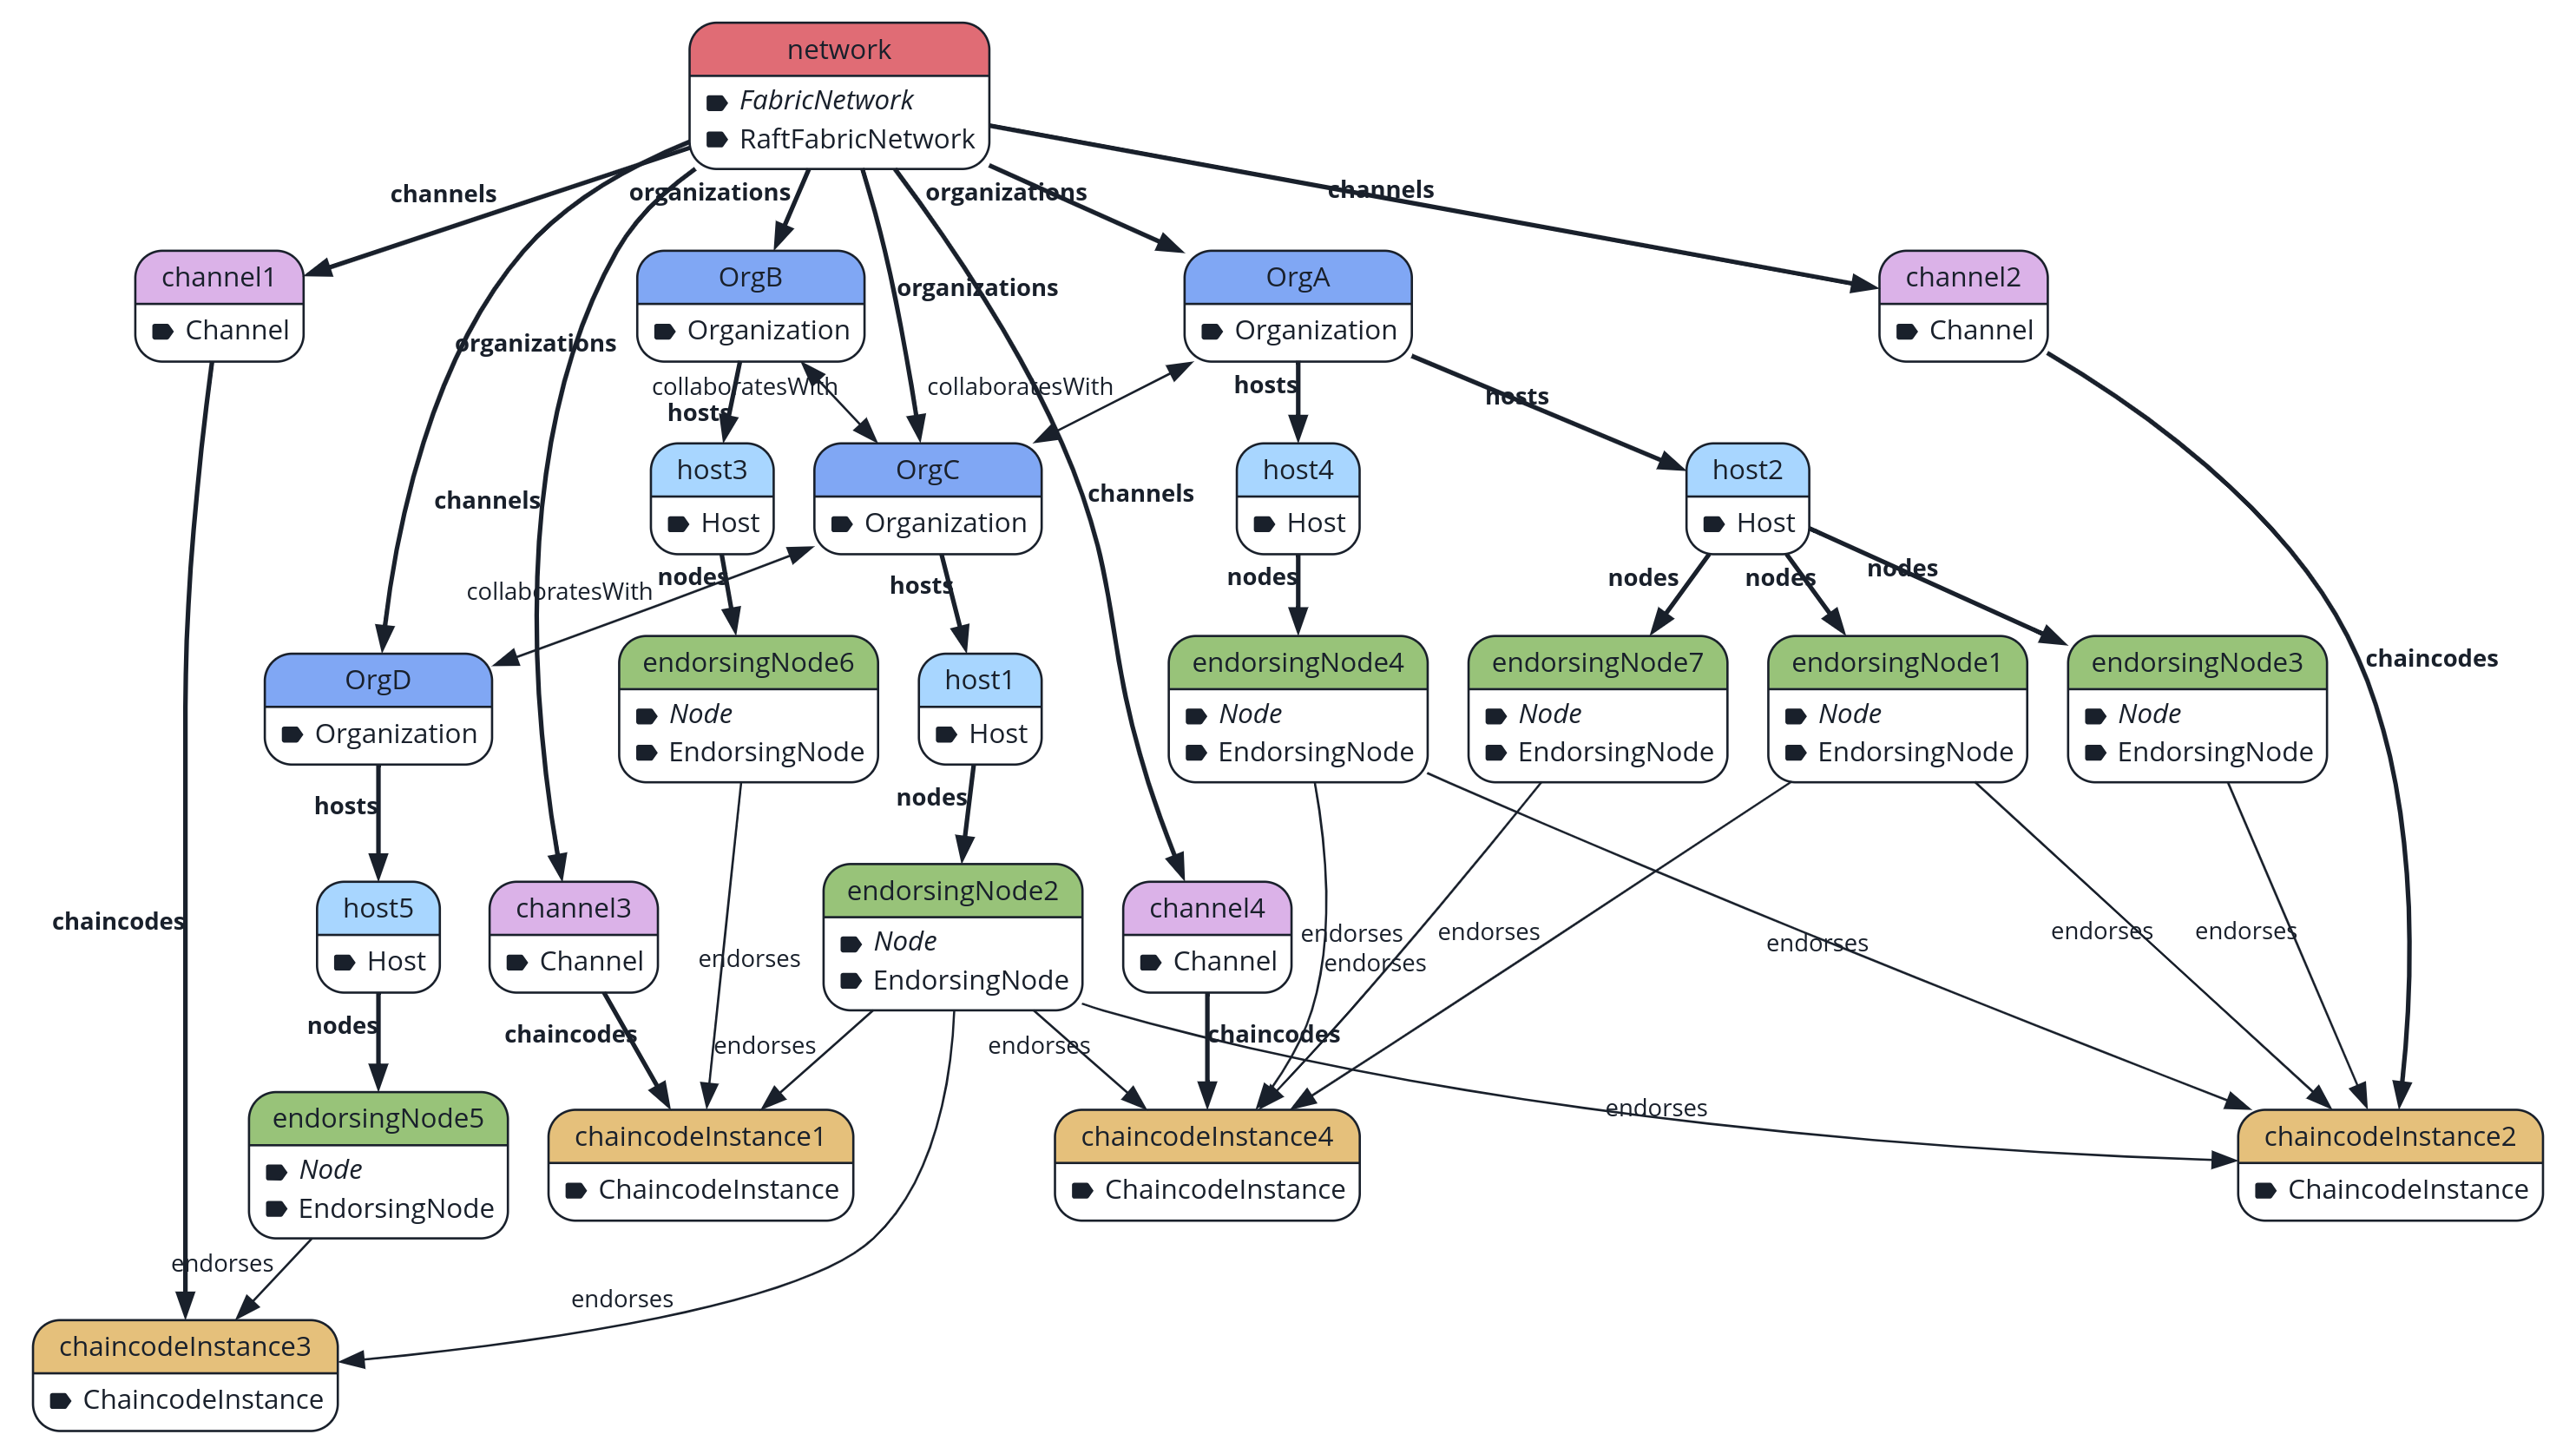 network
FabricNetwork
RaftFabricNetwork
channels
organizations
organizations
channels
channel1
Channel
OrgB
Organization
organizations
OrgA
Organization
channel2
Channel
organizations
collaboratesWith
hosts
collaboratesWith
hosts
hosts
channels
host3
Host
OrgC
Organization
channels
host4
Host
host2
Host
collaboratesWith
nodes
hosts
nodes
nodes
nodes
nodes
OrgD
Organization
endorsingNode6
Node
EndorsingNode
host1
Host
endorsingNode4
Node
EndorsingNode
endorsingNode7
Node
EndorsingNode
endorsingNode1
Node
EndorsingNode
endorsingNode3
Node
EndorsingNode
chaincodes
hosts
nodes
chaincodes
host5
Host
channel3
Channel
endorses
endorsingNode2
Node
EndorsingNode
channel4
Channel
endorses
endorses
endorses
endorses
endorses
endorses
nodes
chaincodes
endorses
endorses
chaincodes
endorses
endorsingNode5
Node
EndorsingNode
chaincodeInstance1
ChaincodeInstance
chaincodeInstance4
ChaincodeInstance
chaincodeInstance2
ChaincodeInstance
endorses
endorses
chaincodeInstance3
ChaincodeInstance